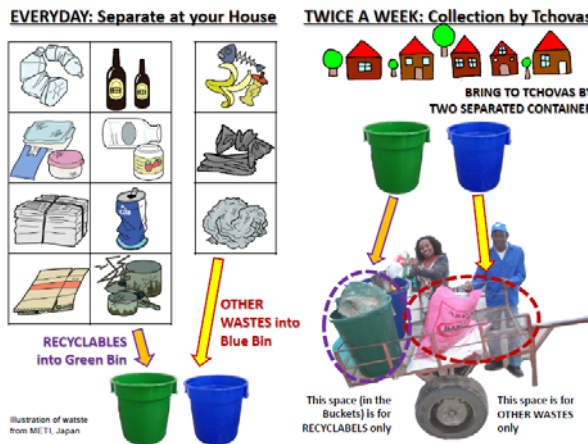 EVERYDAY: Separate at your House
TWICE A WEEK: Collection by Tchovas
BRING TO TCHOVAS BY
TWO SEPARATED CONTAINER
OTHER
WASTES into
Blue Bin
RECYCLABLES
into Green Bin
Illustration of watste
from METI, Japan
This space (in the
Buckets) is for
RECYCLABELS only
This space is for
OTHER WASTES
only